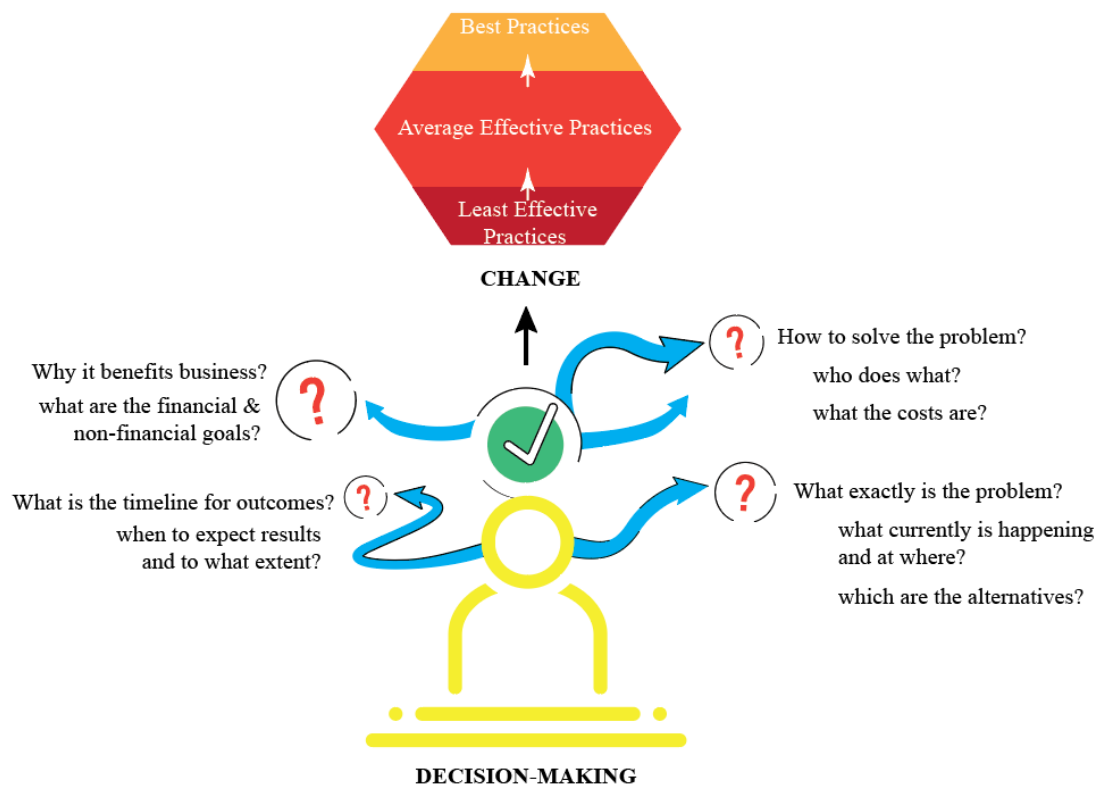 Best Practices
Average Effective Practices
Least Effective
Practices
CHANGE
Why it benefits business?
what are the financial &
non-financial goals?
How to solve the problem?
who does what?
what the costs are?
What is the timeline for outcomes?
when to expect results
and to what extent?
What exactly is the problem?
what currently is happening
and at where?
which are the alternatives?
DECISION-MAKING